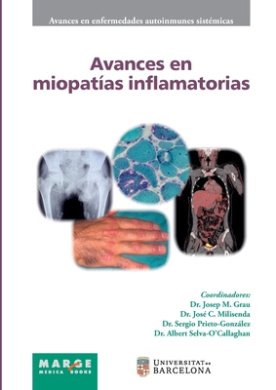 Avances en enfermedades autoinmunes sistémicas
Avances en
miopatías inflamatorias
Coordinadores:
Dr. Josep M. Grau
Dr. José C. Milisenda
Dr. Sergio Prieto-González
Dr. Albert Selva-O'Callaghan
MARGE
MEDICA BOOKS
UNIVERSITAT DE
BARCELONA